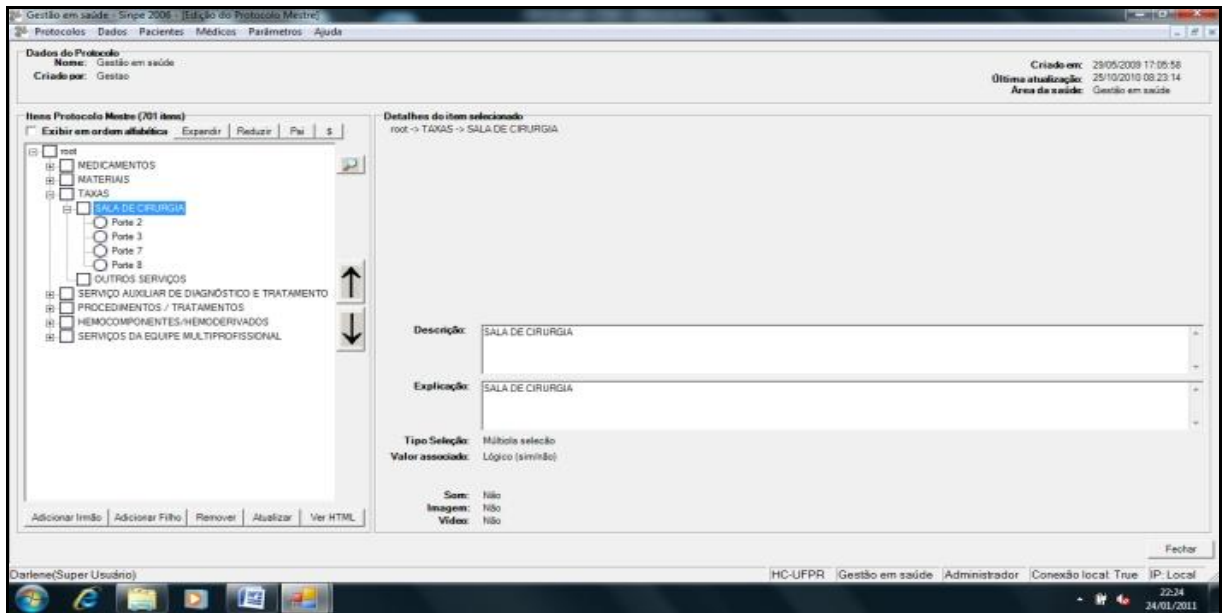 Gestão em saúde - Sinpe 2006 - [Edição do Protocolo Mestre]
Protocolos Dados Pacientes Médicos Parâmetros Ajuda
Dados do Protocolo
Nome: Gestão em saúde
Criado por: Gestao
Criado em: 29/05/2009 17:05:58
Última atualização: 25/10/2010 08:23:14
Área da saúde: Gestão em saúde
Itens Protocolo Mestre (701 itens)
Exibir em ordem alfabética Expandir Reduzir Pai $
root
MEDICAMENTOS
MATERIAIS
TAXAS
SALA DE CIRURGIA
Porte 2
Porte 3
Porte 7
Porte 8
OUTROS SERVIÇOS
SERVIÇO AUXILIAR DE DIAGNÓSTICO E TRATAMENTO
PROCEDIMENTOS / TRATAMENTOS
HEMOCOMPONENTES/HEMODERIVADOS
SERVIÇOS DA EQUIPE MULTIPROFISSIONAL
Adicionar Irmão Adicionar Filho Remover Atualizar Ver HTML
Detalhes do item selecionado
root -> TAXAS -> SALA DE CIRURGIA
Descrição: SALA DE CIRURGIA
Explicação: SALA DE CIRURGIA
Tipo Seleção: Múltipla seleção
Valor associado: Lógico (sim/não)
Som: Não
Imagem: Não
Vídeo: Não
Fechar
Darlene(Super Usuário) HC-UFPR Gestão em saúde Administrador Conexão local: True IP: Local
22:24
24/01/2011